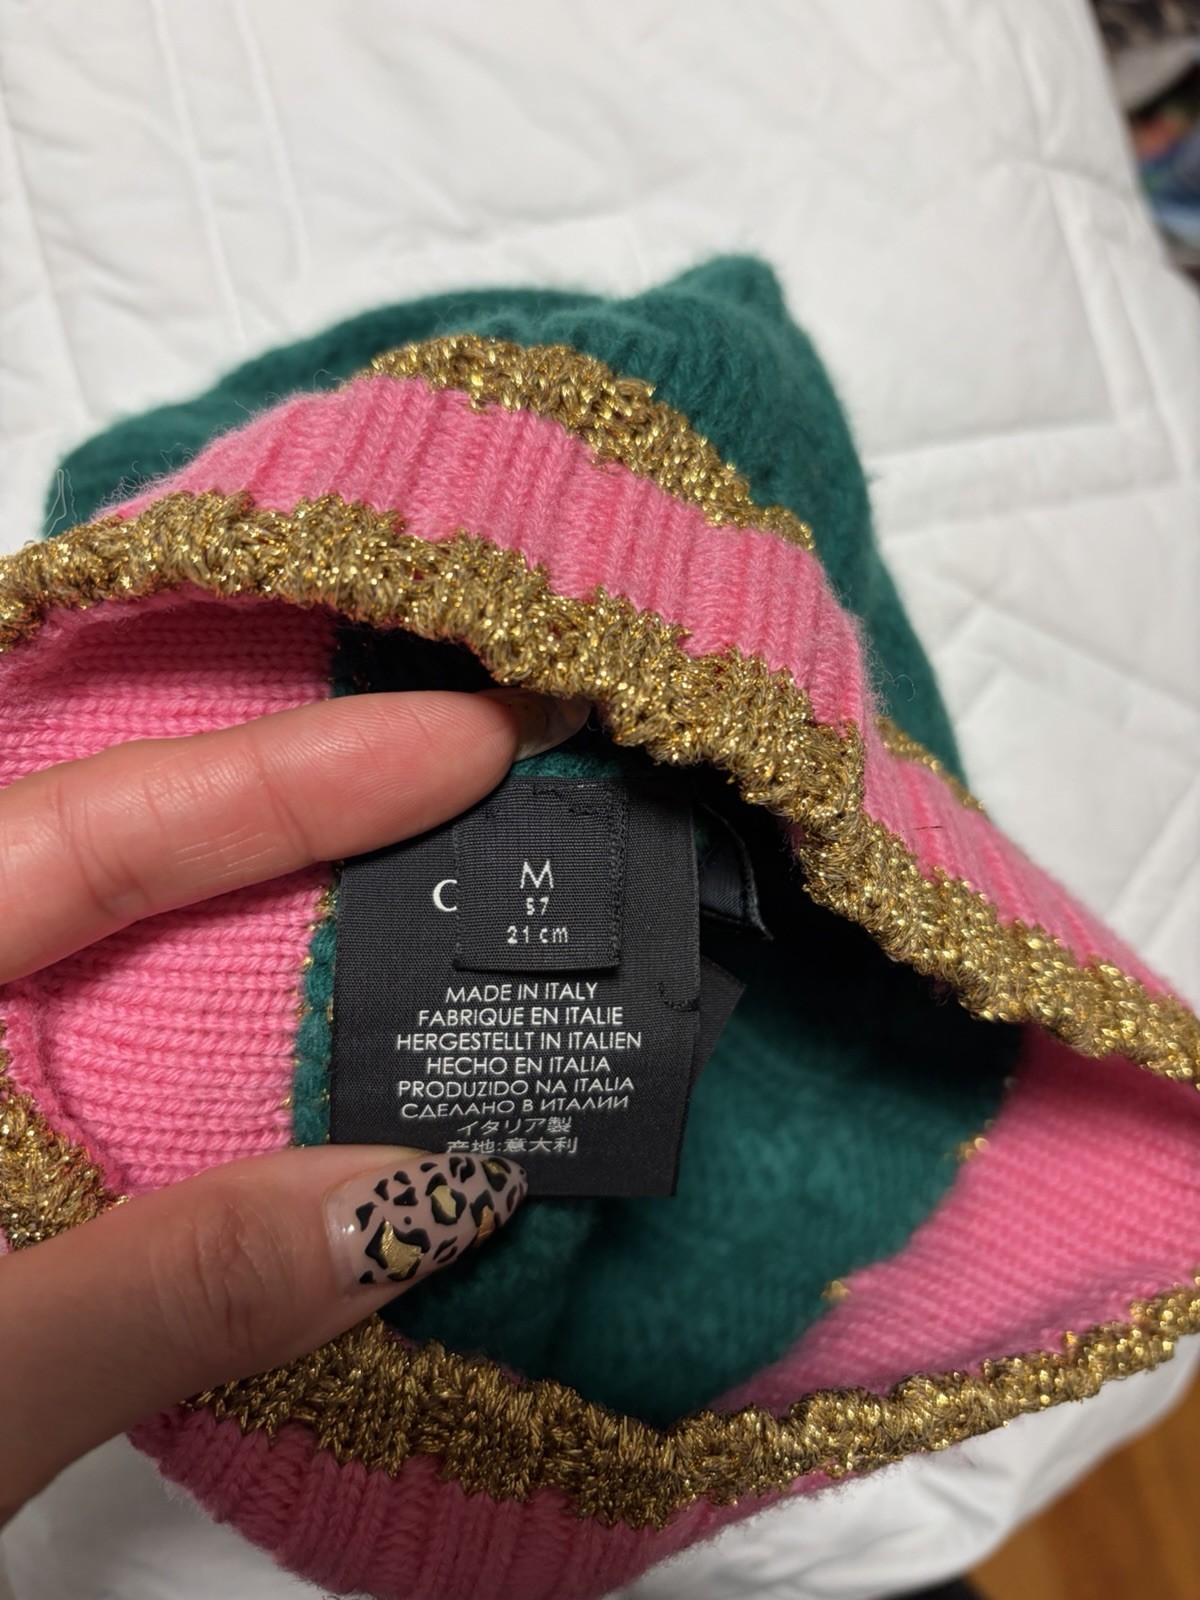 M
57
21 cm
MADE IN ITALY
FABRIQUE EN ITALIE
HERGESTELLT IN ITALIEN
HECHO EN ITALIA
PRODUZIDO NA ITALIA
СДЕЛАНО В ИТАЛИИ
イタリア製
产地:意大利